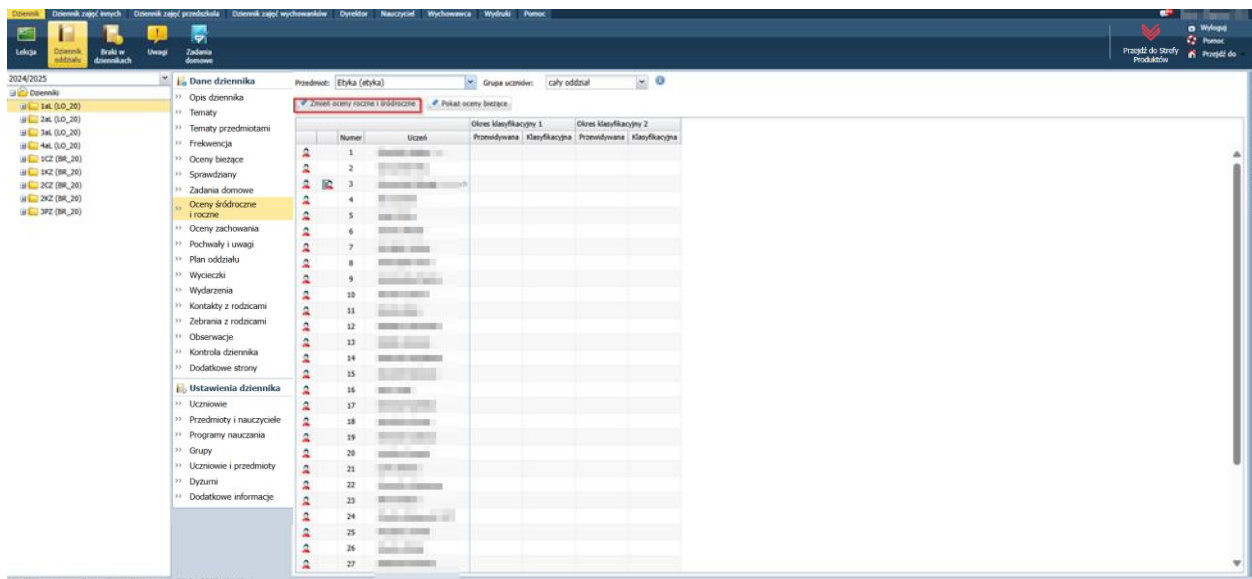 Dziennik Dziennik zajęć innych Dziennik zajęć przedszkola Dziennik zajęć wychowanków Dyrektor Nauczyciel Wychowawca Wydruki Pomoc
Lekcja
Dziennik oddziału
Braki w dziennikach
Uwagi
Zadania domowe
Przejdź do Strefy Produktów
Wyloguj
Pomoc
Przejdź do
2024/2025
Dzienniki
1aL (LO_20)
2aL (LO_20)
3aL (LO_20)
4aL (LO_20)
1CZ (BR_20)
1KZ (BR_20)
2CZ (BR_20)
2KZ (BR_20)
3PZ (BR_20)
Dane dziennika
Opis dziennika
Tematy
Tematy przedmiotami
Frekwencja
Oceny bieżące
Sprawdziany
Zadania domowe
Oceny śródroczne
i roczne
Oceny zachowania
Pochwały i uwagi
Plan oddziału
Wycieczki
Wydarzenia
Kontakty z rodzicami
Zebrania z rodzicami
Obserwacje
Kontrola dziennika
Dodatkowe strony
Ustawienia dziennika
Uczniowie
Przedmioty i nauczyciele
Programy nauczania
Grupy
Uczniowie i przedmioty
Dyżurni
Dodatkowe informacje
Przedmiot: Etyka (etyka) Grupa uczniów: cały oddział
Zmień oceny roczne i śródroczne Pokaż oceny bieżące
Okres klasyfikacyjny 1 Okres klasyfikacyjny 2
Numer Uczeń Przewidywana Klasyfikacyjna Przewidywana Klasyfikacyjna
1
2
3
4
5
6
7
8
9
10
11
12
13
14
15
16
17
18
19
20
21
22
23
24
25
26
27